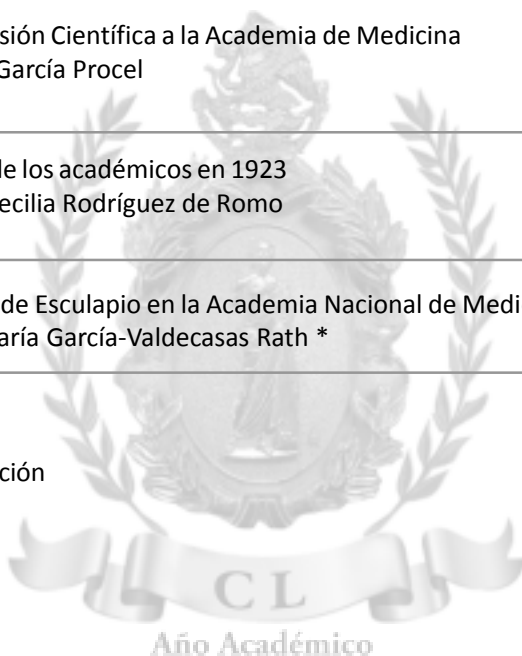 sión Científica a la Academia de Medicina
García Procel
de los académicos en 1923
ecilia Rodríguez de Romo
de Esculapio en la Academia Nacional de Medi
aría García-Valdecasas Rath *
ción
CL
Año Académico